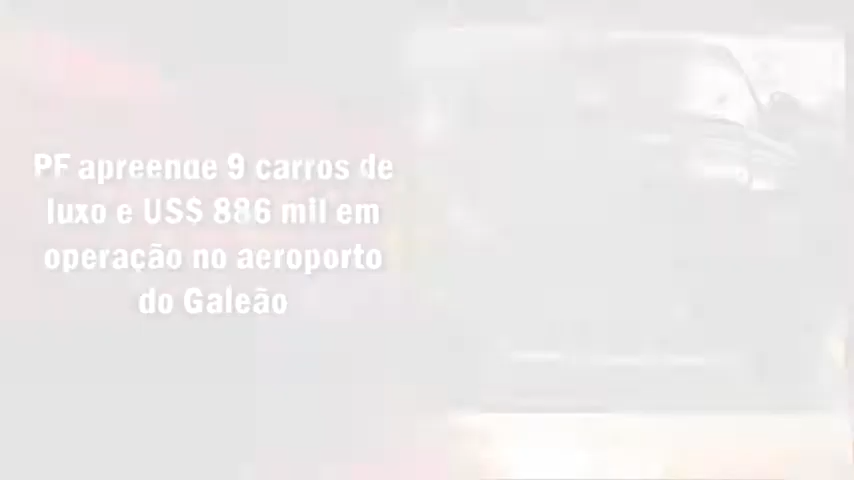 PF apreende 9 carros de
luxo e US$ 886 mil em
operação no aeroporto
do Galeão